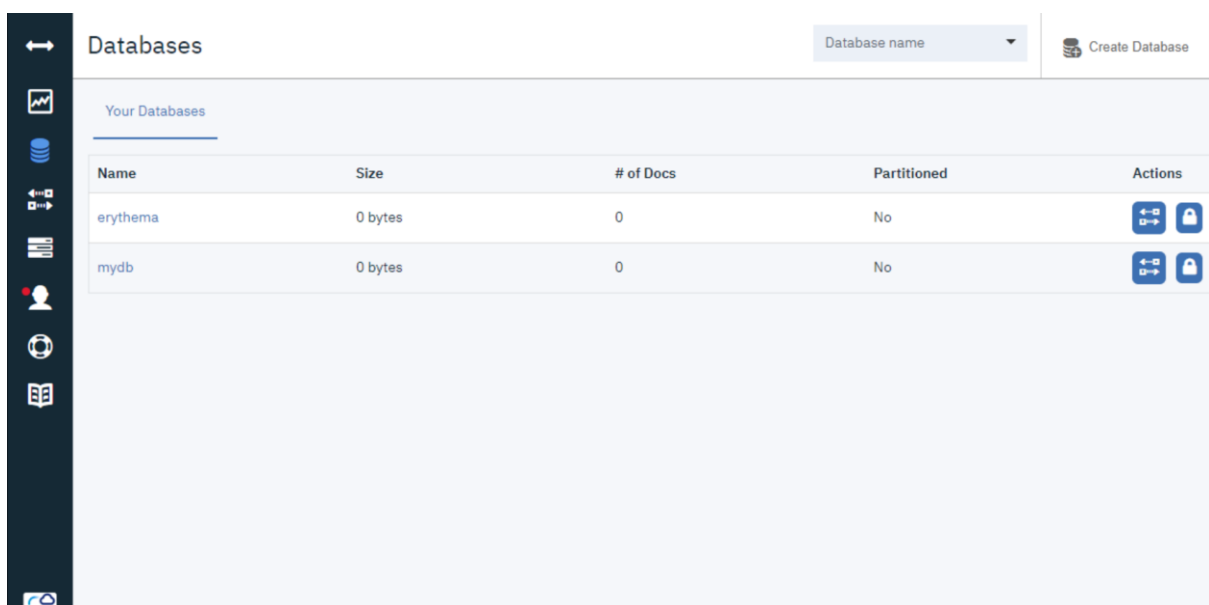 Databases
Database name
Create Database
Your Databases
Name Size # of Docs Partitioned Actions
erythema 0 bytes 0 No
mydb 0 bytes 0 No